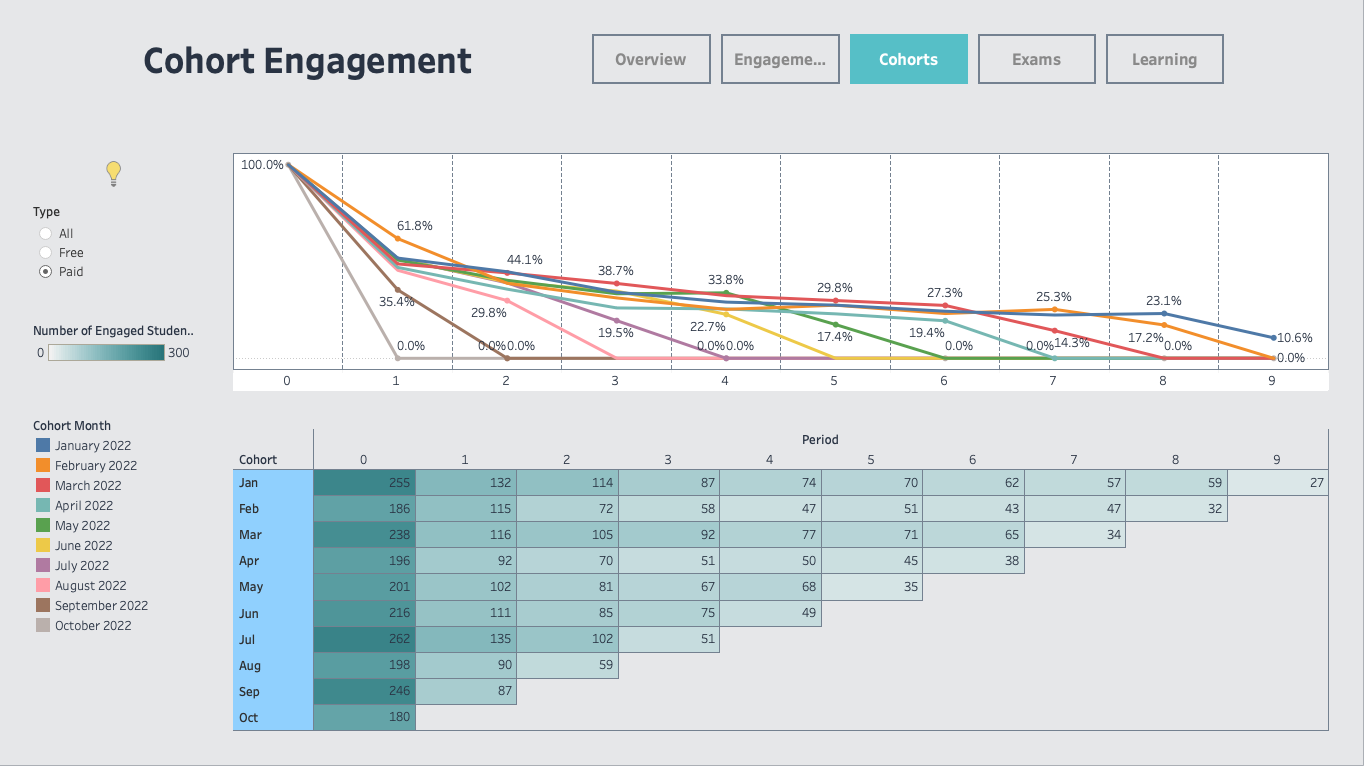 Cohort Engagement
Overview
Engageme...
Cohorts
Exams
Learning
Type
All
Free
Paid
Number of Engaged Studen..
0 300
Cohort Month
January 2022
February 2022
March 2022
April 2022
May 2022
June 2022
July 2022
August 2022
September 2022
October 2022
100.0%
61.8%
44.1%
38.7%
33.8%
29.8%
27.3%
25.3%
23.1%
10.6%
35.4%
29.8%
19.5%
22.7%
17.4%
19.4%
14.3%
17.2%
0.0%
0.0%
0.0%
0.0%
0.0%
0.0%
0.0%
0.0%
0.0%
0 1 2 3 4 5 6 7 8 9
Period
Cohort 0 1 2 3 4 5 6 7 8 9
Jan 255 132 114 87 74 70 62 57 59 27
Feb 186 115 72 58 47 51 43 47 32
Mar 238 116 105 92 77 71 65 34
Apr 196 92 70 51 50 45 38
May 201 102 81 67 68 35
Jun 216 111 85 75 49
Jul 262 135 102 51
Aug 198 90 59
Sep 246 87
Oct 180